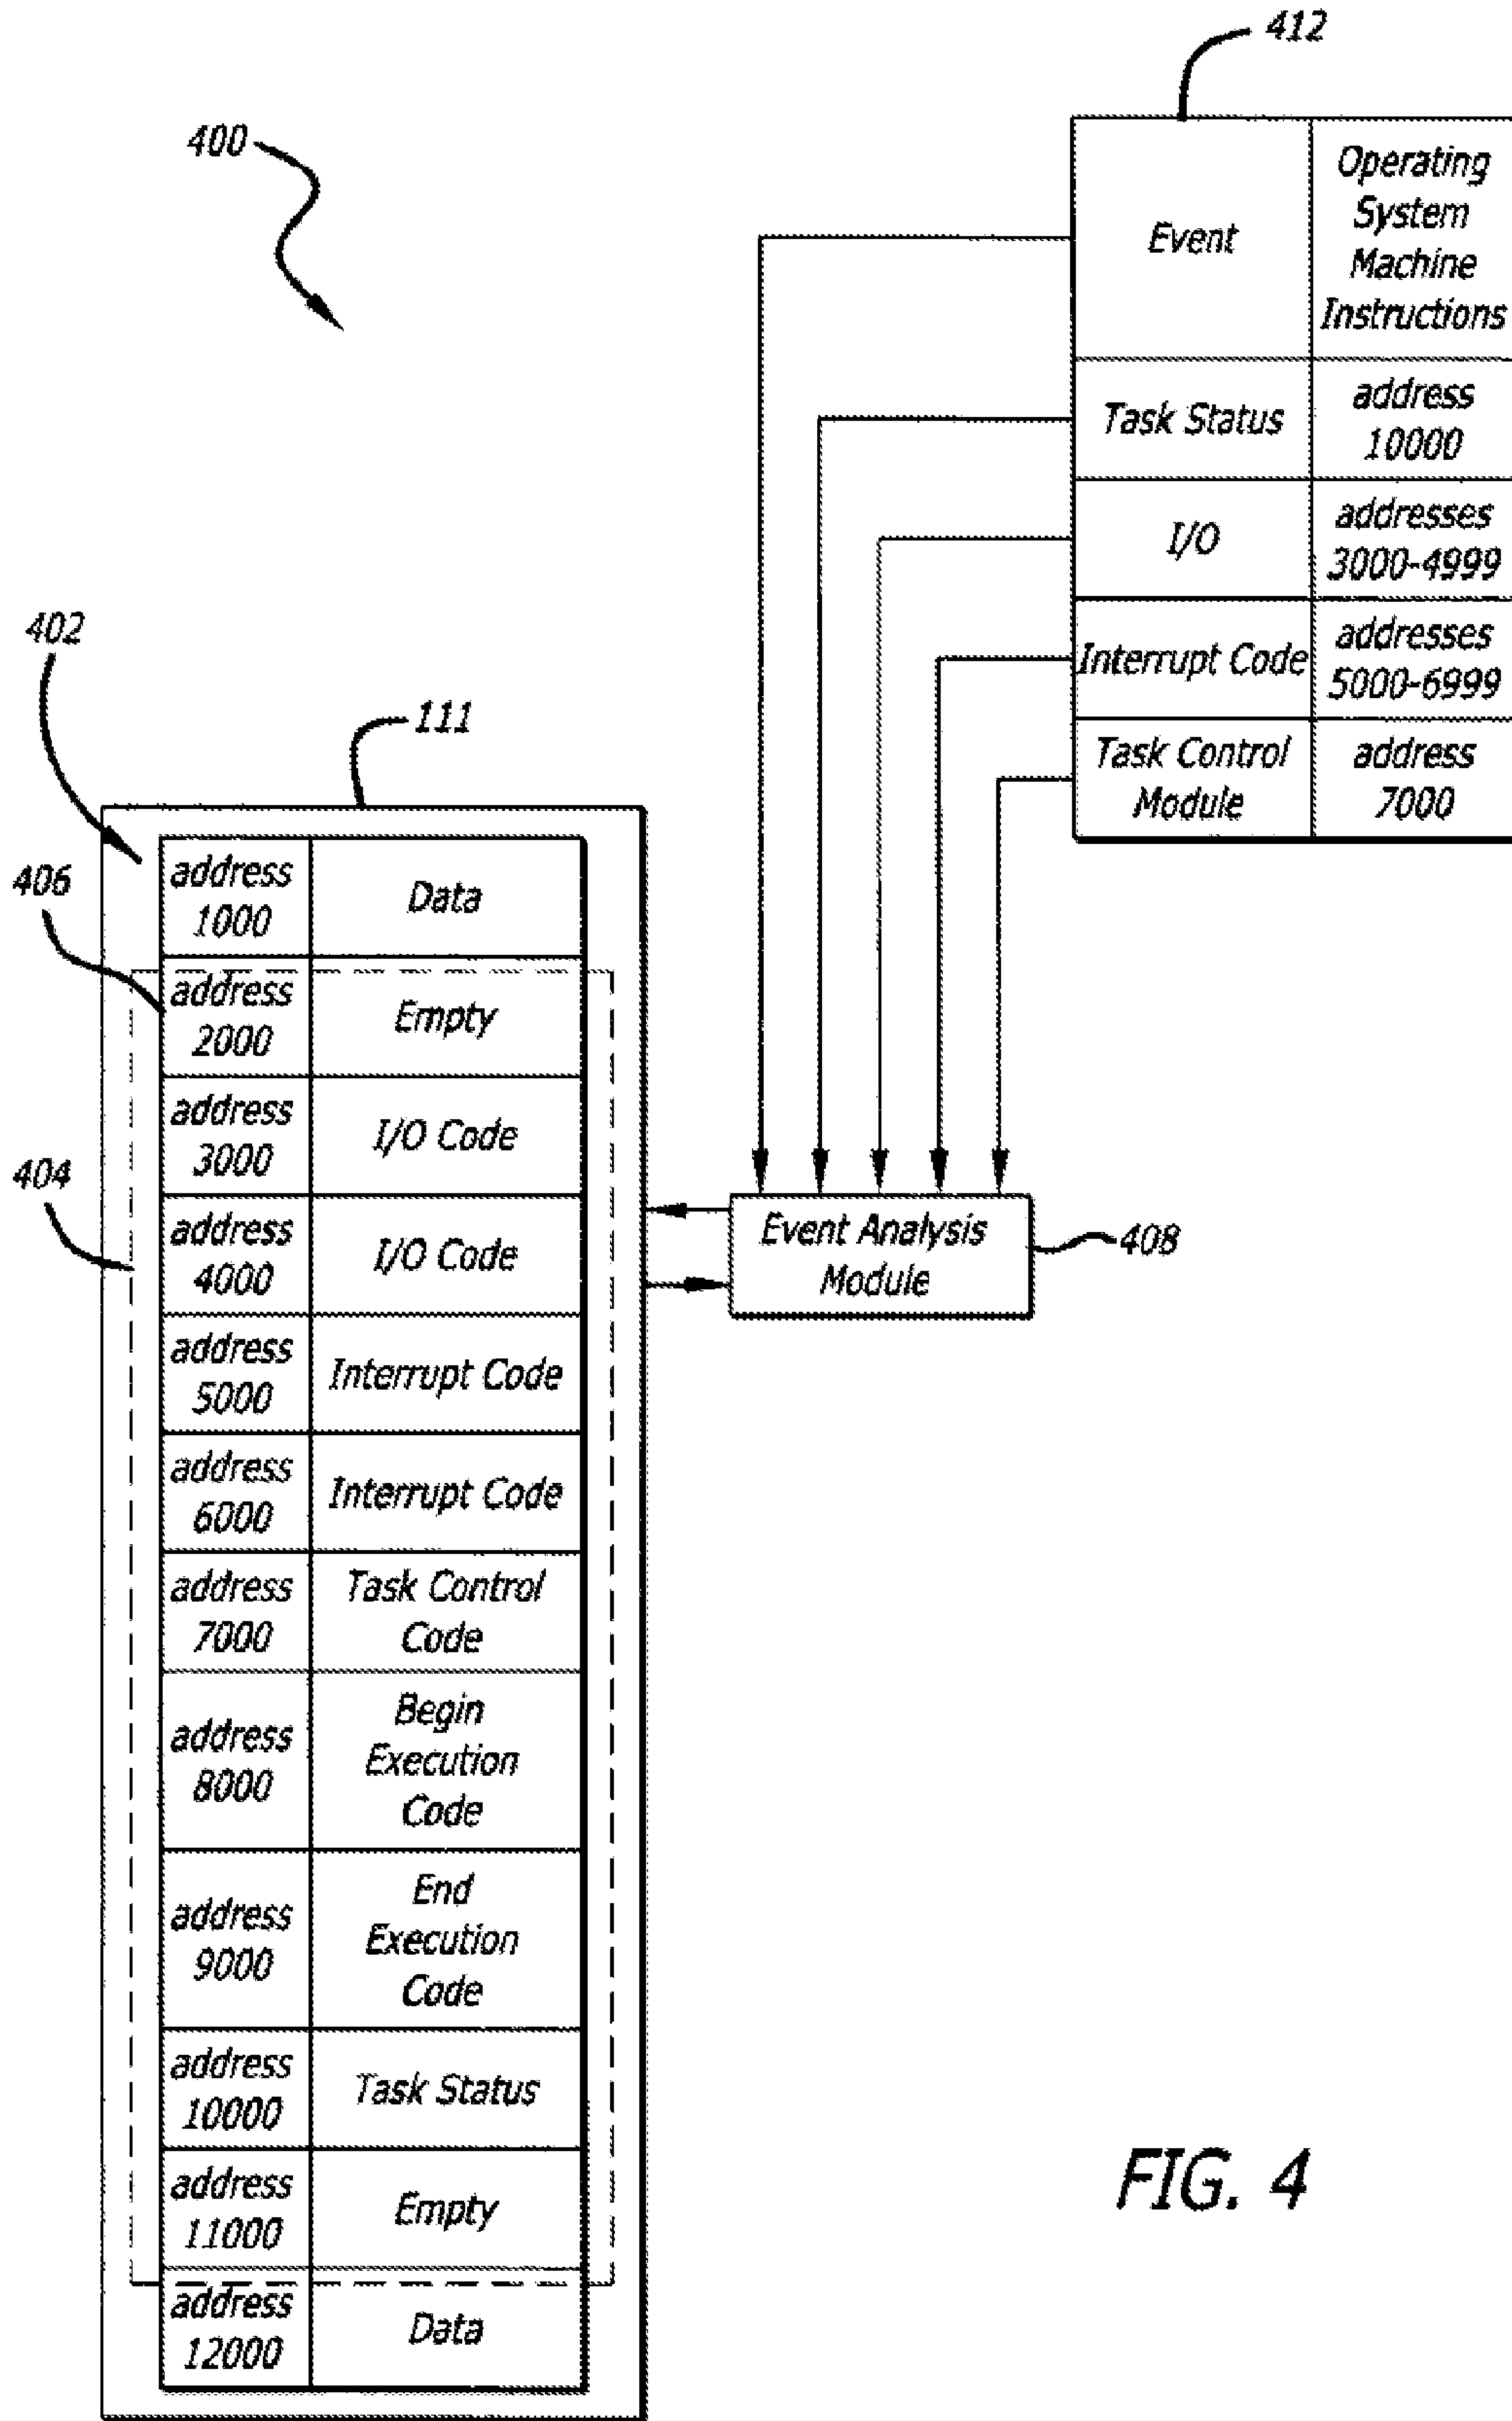 412
400
Event
Operating
System
Machine
Instructions
Task Status
address
10000
I/O
addresses
3000-4999
Interrupt Code
addresses
5000-6999
Task Control
Module
address
7000
402
111
406
404
address
1000
Data
address
2000
Empty
address
3000
I/O Code
address
4000
I/O Code
address
5000
Interrupt Code
address
6000
Interrupt Code
address
7000
Task Control
Code
address
8000
Begin
Execution
Code
address
9000
End
Execution
Code
address
10000
Task Status
address
11000
Empty
address
12000
Data
Event Analysis
Module
408
FIG. 4